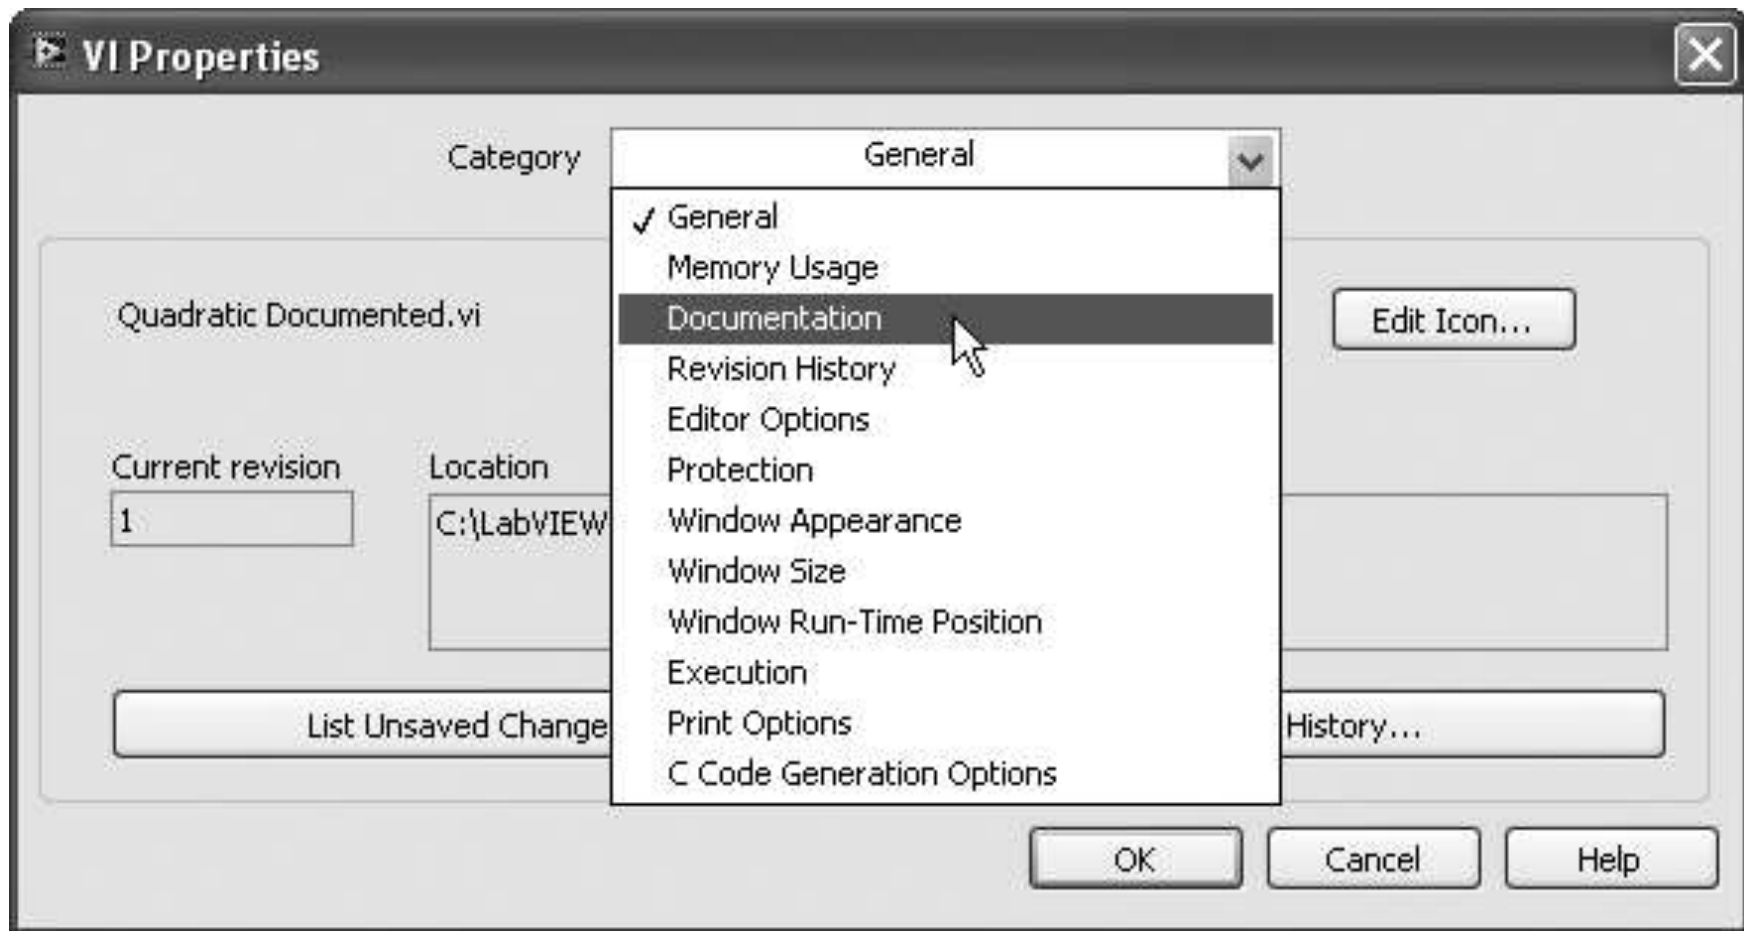 VI Properties
Category General
General
Memory Usage
Quadratic Documented.vi
Documentation
Edit Icon...
Revision History
Editor Options
Current revision
Location
Protection
1
C:\LabVIEW
Window Appearance
Window Size
Window Run-Time Position
Execution
List Unsaved Change
Print Options
History...
C Code Generation Options
OK
Cancel
Help